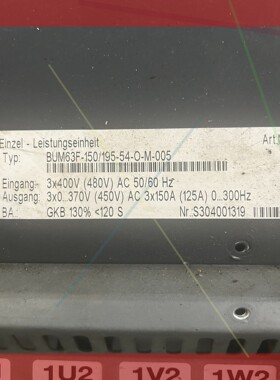 Einzel - Leistungseinheit Art.N
Typ: BUM63F-150/195-54-O-M-005
Eingang- 3x400V (480V) AC 50/60 Hz
Ausgang- 3x0...370V (450V) AC 3x150A (125A) 0...300Hz
BA GKB 130% <120 S Nr:S304001319
1U2 1V2 1